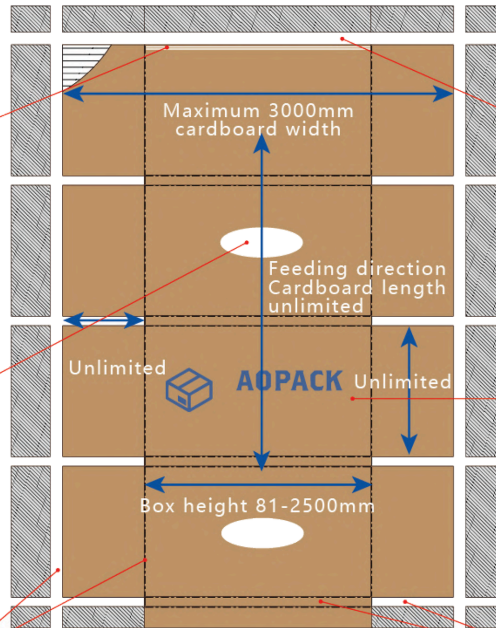 Maximum 3000mm
cardboard width
Feeding direction
Cardboard length
unlimited
Unlimited
AOPACK
Unlimited
Box height 81-2500mm